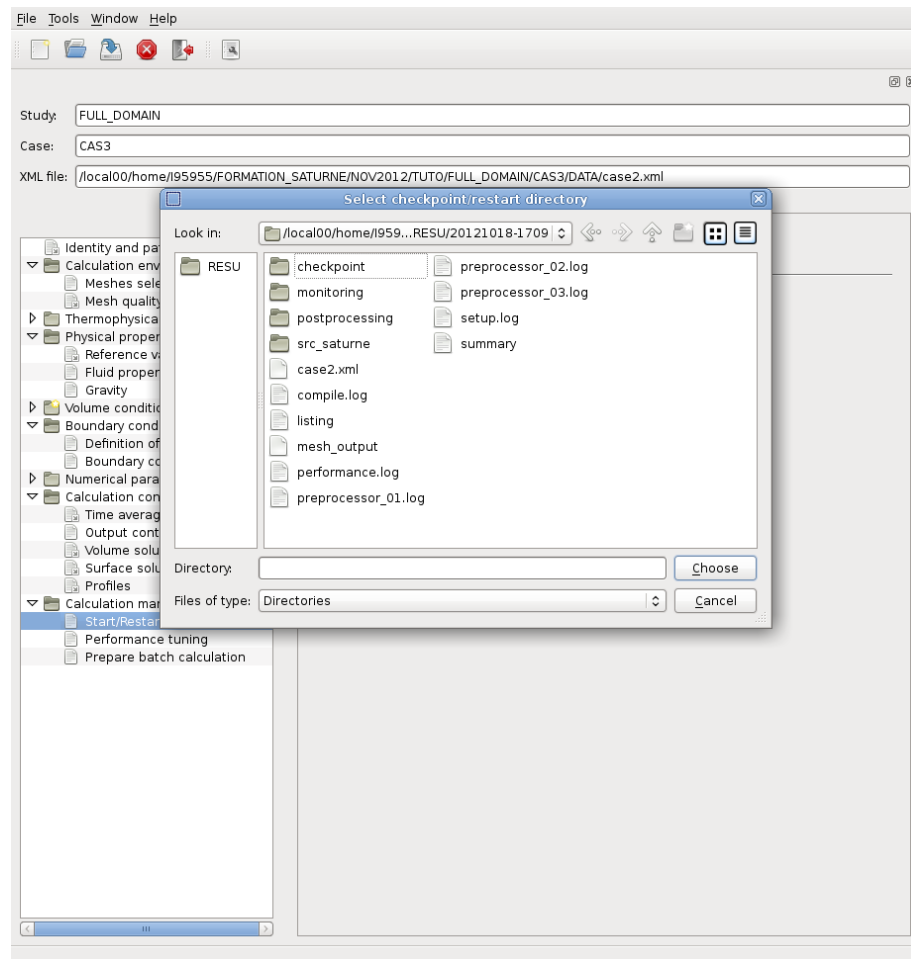 File Tools Window Help
Study: FULL_DOMAIN
Case: CAS3
XML file: /local00/home/I95955/FORMATION_SATURNE/NOV2012/TUTO/FULL_DOMAIN/CAS3/DATA/case2.xml
Select checkpoint/restart directory
Look in: /local00/home/I959...RESU/20121018-1709
RESU
checkpoint
monitoring
postprocessing
src_saturne
case2.xml
compile.log
listing
mesh_output
performance.log
preprocessor_01.log
preprocessor_02.log
preprocessor_03.log
setup.log
summary
Directory: Choose
Files of type: Directories Cancel
Identity and pa
Calculation env
Meshes sele
Mesh quality
Thermophysica
Physical proper
Reference va
Fluid proper
Gravity
Volume conditio
Boundary cond
Definition of
Boundary co
Numerical para
Calculation con
Time averag
Output cont
Volume solu
Surface solu
Profiles
Calculation mar
Start/Restar
Performance tuning
Prepare batch calculation